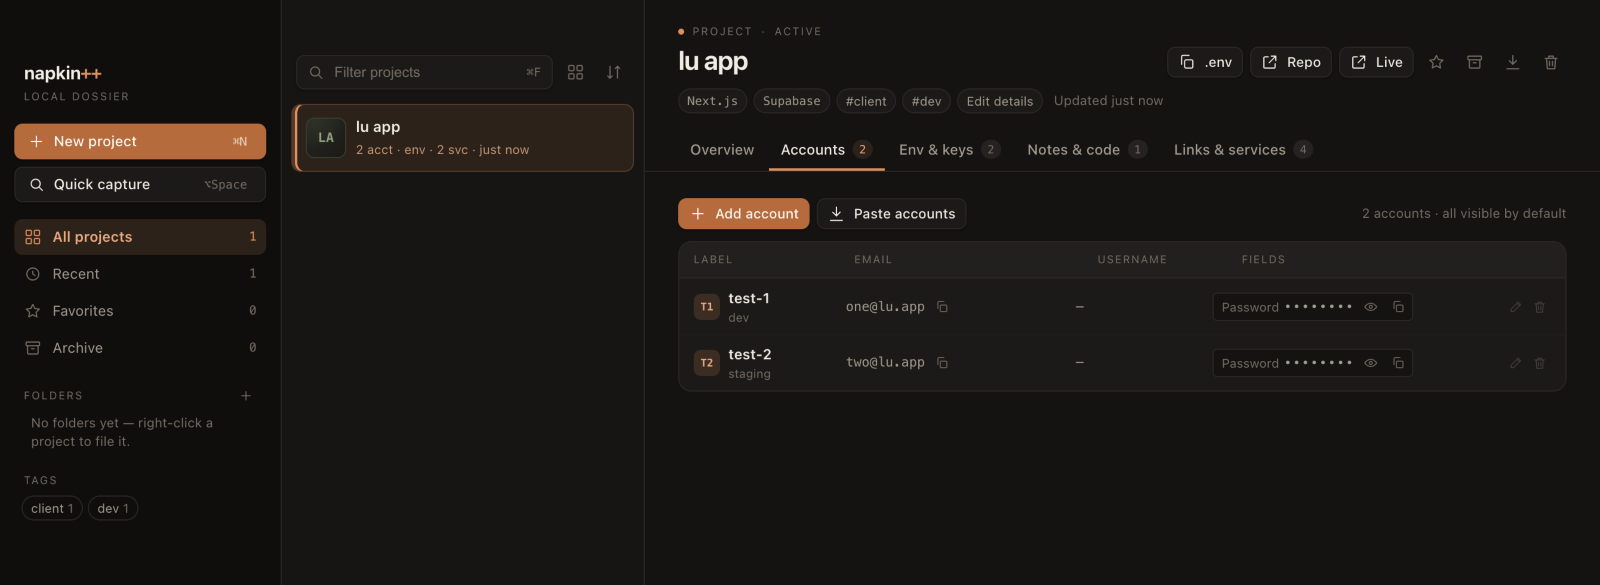 napkin++
LOCAL DOSSIER
New project ⌘N
Quick capture ⌥Space
All projects 1
Recent 1
Favorites 0
Archive 0
FOLDERS +
No folders yet — right-click a
project to file it.
TAGS
client 1 dev 1
Filter projects ⌘F
LA
lu app
2 acct · env · 2 svc · just now
PROJECT · ACTIVE
lu app
.env Repo Live
Next.js Supabase #client #dev Edit details Updated just now
Overview Accounts 2 Env & keys 2 Notes & code 1 Links & services 4
+ Add account Paste accounts 2 accounts · all visible by default
LABEL EMAIL USERNAME FIELDS
T1 test-1 one@lu.app — Password ••••••••
dev
T2 test-2 two@lu.app — Password ••••••••
staging